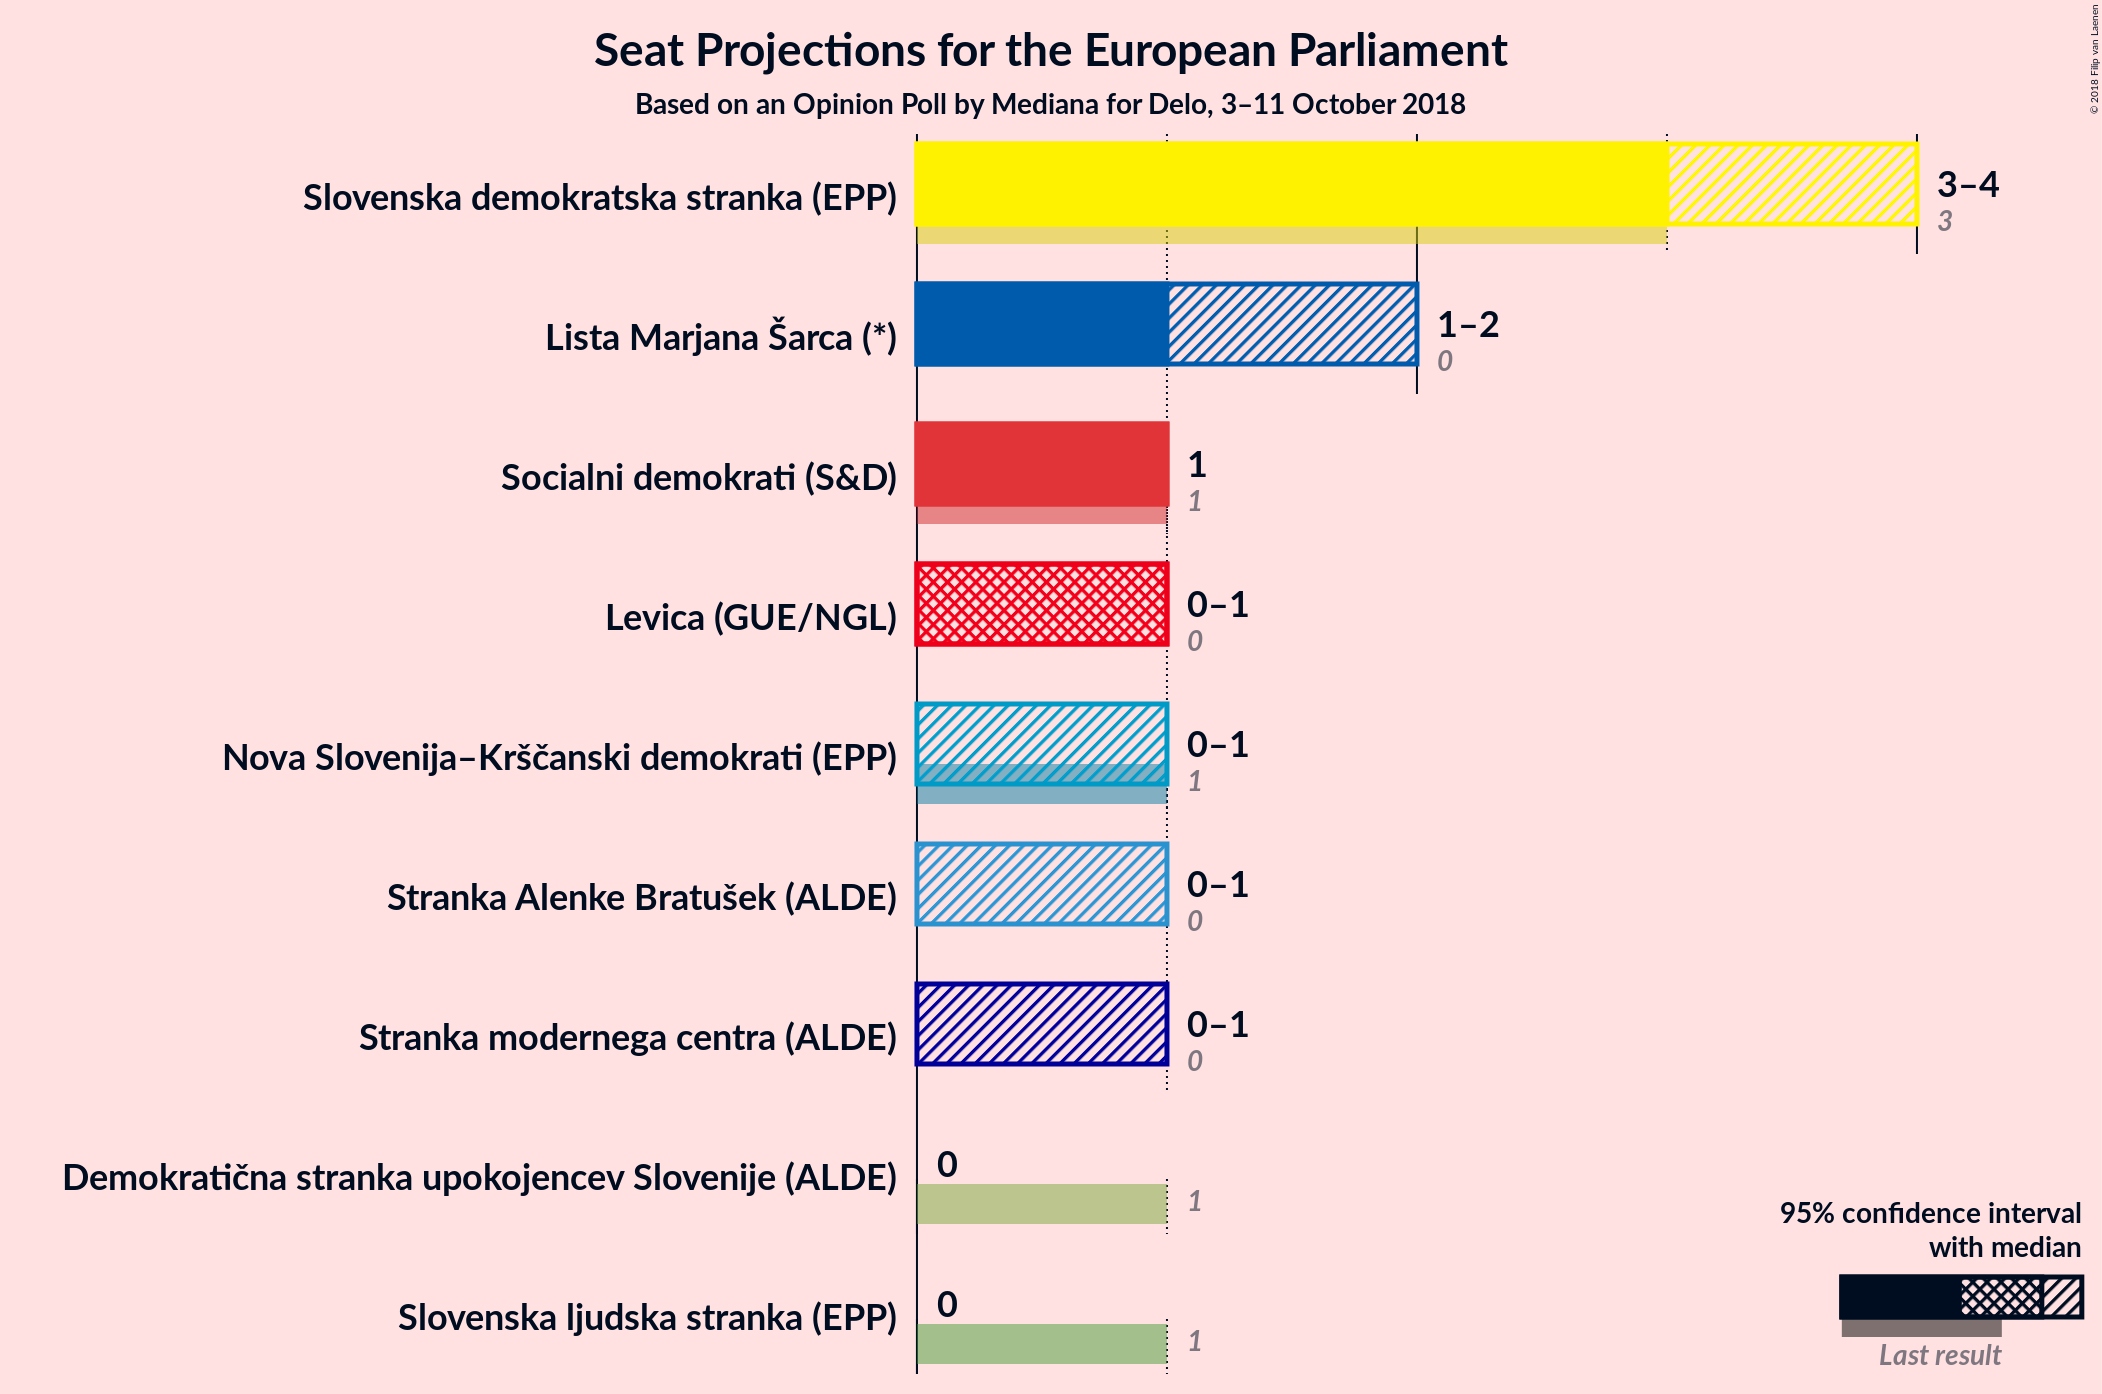 Seat Projections for the European Parliament
Based on an Opinion Poll by Mediana for Delo, 3–11 October 2018
© 2018 Filip van Laenen
Slovenska demokratska stranka (EPP)
3–4
3
Lista Marjana Šarca (*)
1–2
0
Socialni demokrati (S&D)
1
1
Levica (GUE/NGL)
0–1
0
Nova Slovenija–Krščanski demokrati (EPP)
0–1
1
Stranka Alenke Bratušek (ALDE)
0–1
0
Stranka modernega centra (ALDE)
0–1
0
Demokratična stranka upokojencev Slovenije (ALDE)
0
1
Slovenska ljudska stranka (EPP)
0
1
95% confidence interval
with median
Last result